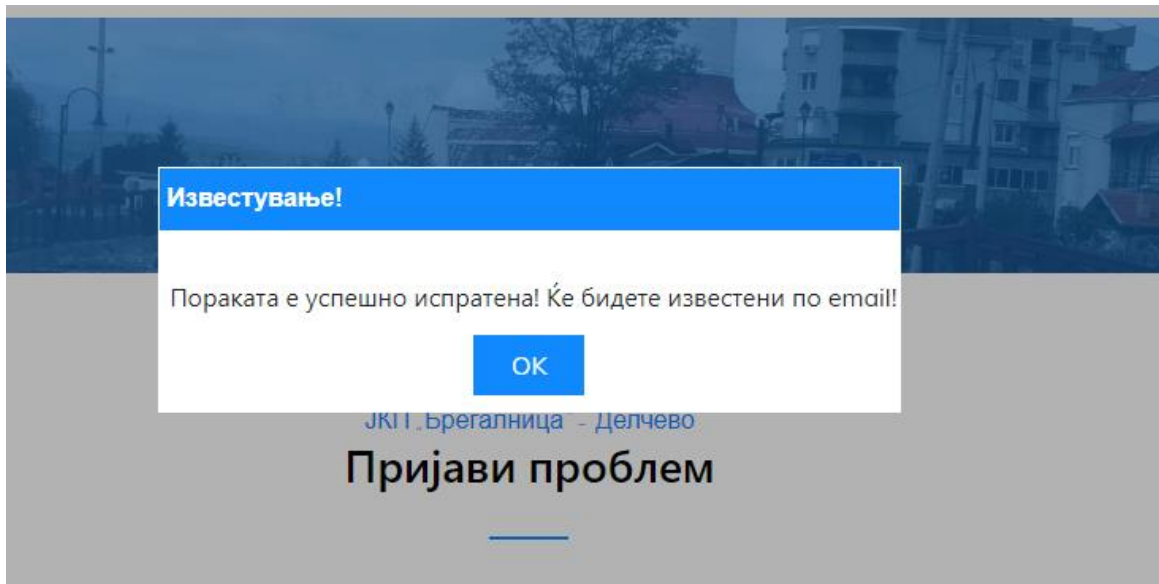 Известување!
Пораката е успешно испратена! Ќе бидете известени по email!
OK
ЈКП „Брегалница“ - Делчево
Пријави проблем